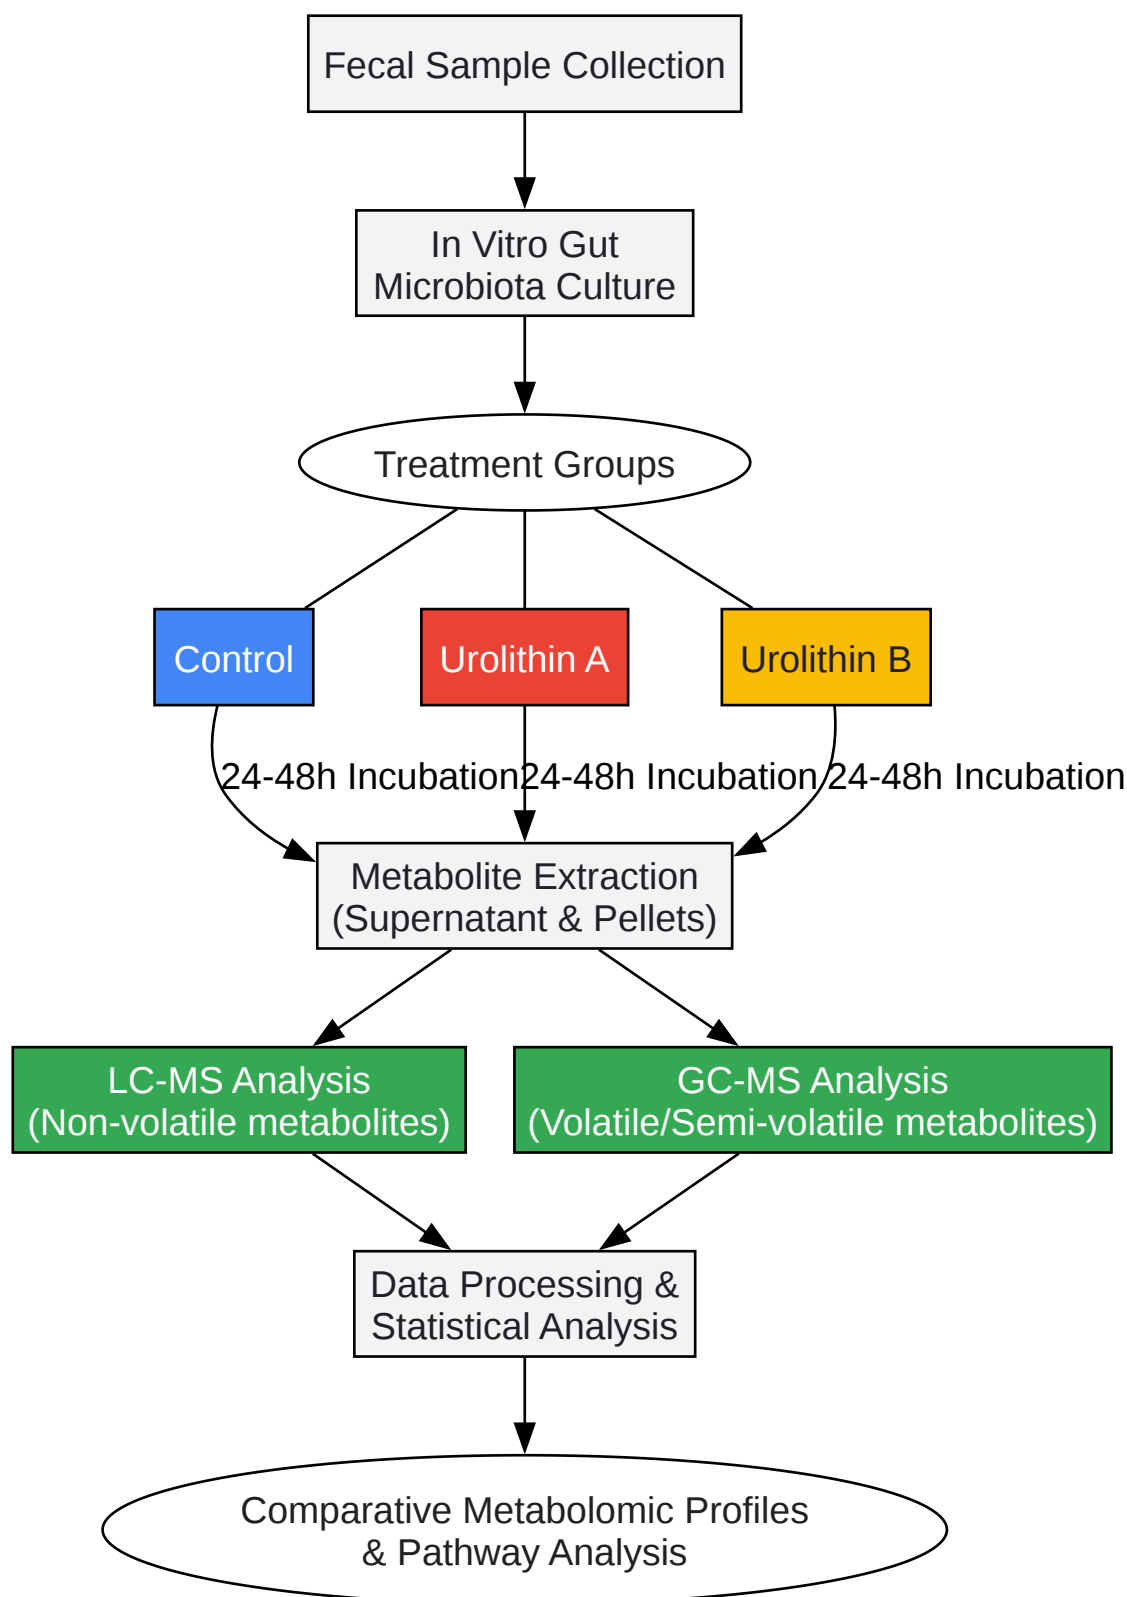 Fecal Sample Collection
In Vitro Gut
Microbiota Culture
Treatment Groups
Control
Urolithin A
Urolithin B
24-48h Incubation
24-48h Incubation
24-48h Incubation
Metabolite Extraction
(Supernatant & Pellets)
LC-MS Analysis
(Non-volatile metabolites)
GC-MS Analysis
(Volatile/Semi-volatile metabolites)
Data Processing &
Statistical Analysis
Comparative Metabolomic Profiles
& Pathway Analysis